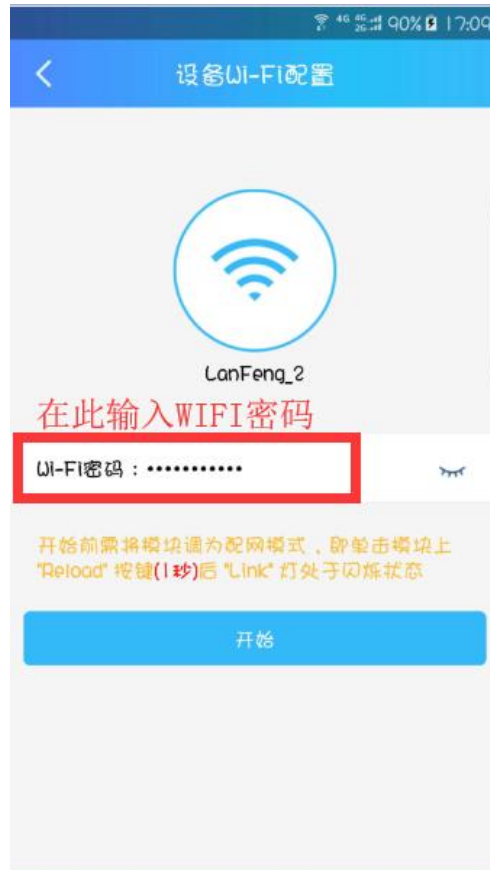 4G 4G 2G 90% 17:09
设备Wi-Fi配置
LanFeng_2
在此输入WIFI密码
Wi-Fi密码：•••••••••••
开始前需将模块调为配网模式，即单击模块上
"Reload" 按键(1秒)后 "Link" 灯处于闪烁状态
开始